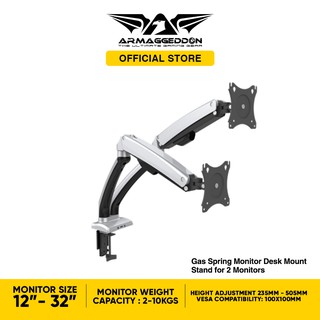 ARMAGGEDDON
THE ULTIMATE GAMING GEAR
OFFICIAL STORE
Gas Spring Monitor Desk Mount
Stand for 2 Monitors
MONITOR SIZE
12"- 32"
MONITOR WEIGHT
CAPACITY : 2-10KGS
HEIGHT ADJUSTMENT 235MM - 505MM
VESA COMPATIBILITY: 100X100MM